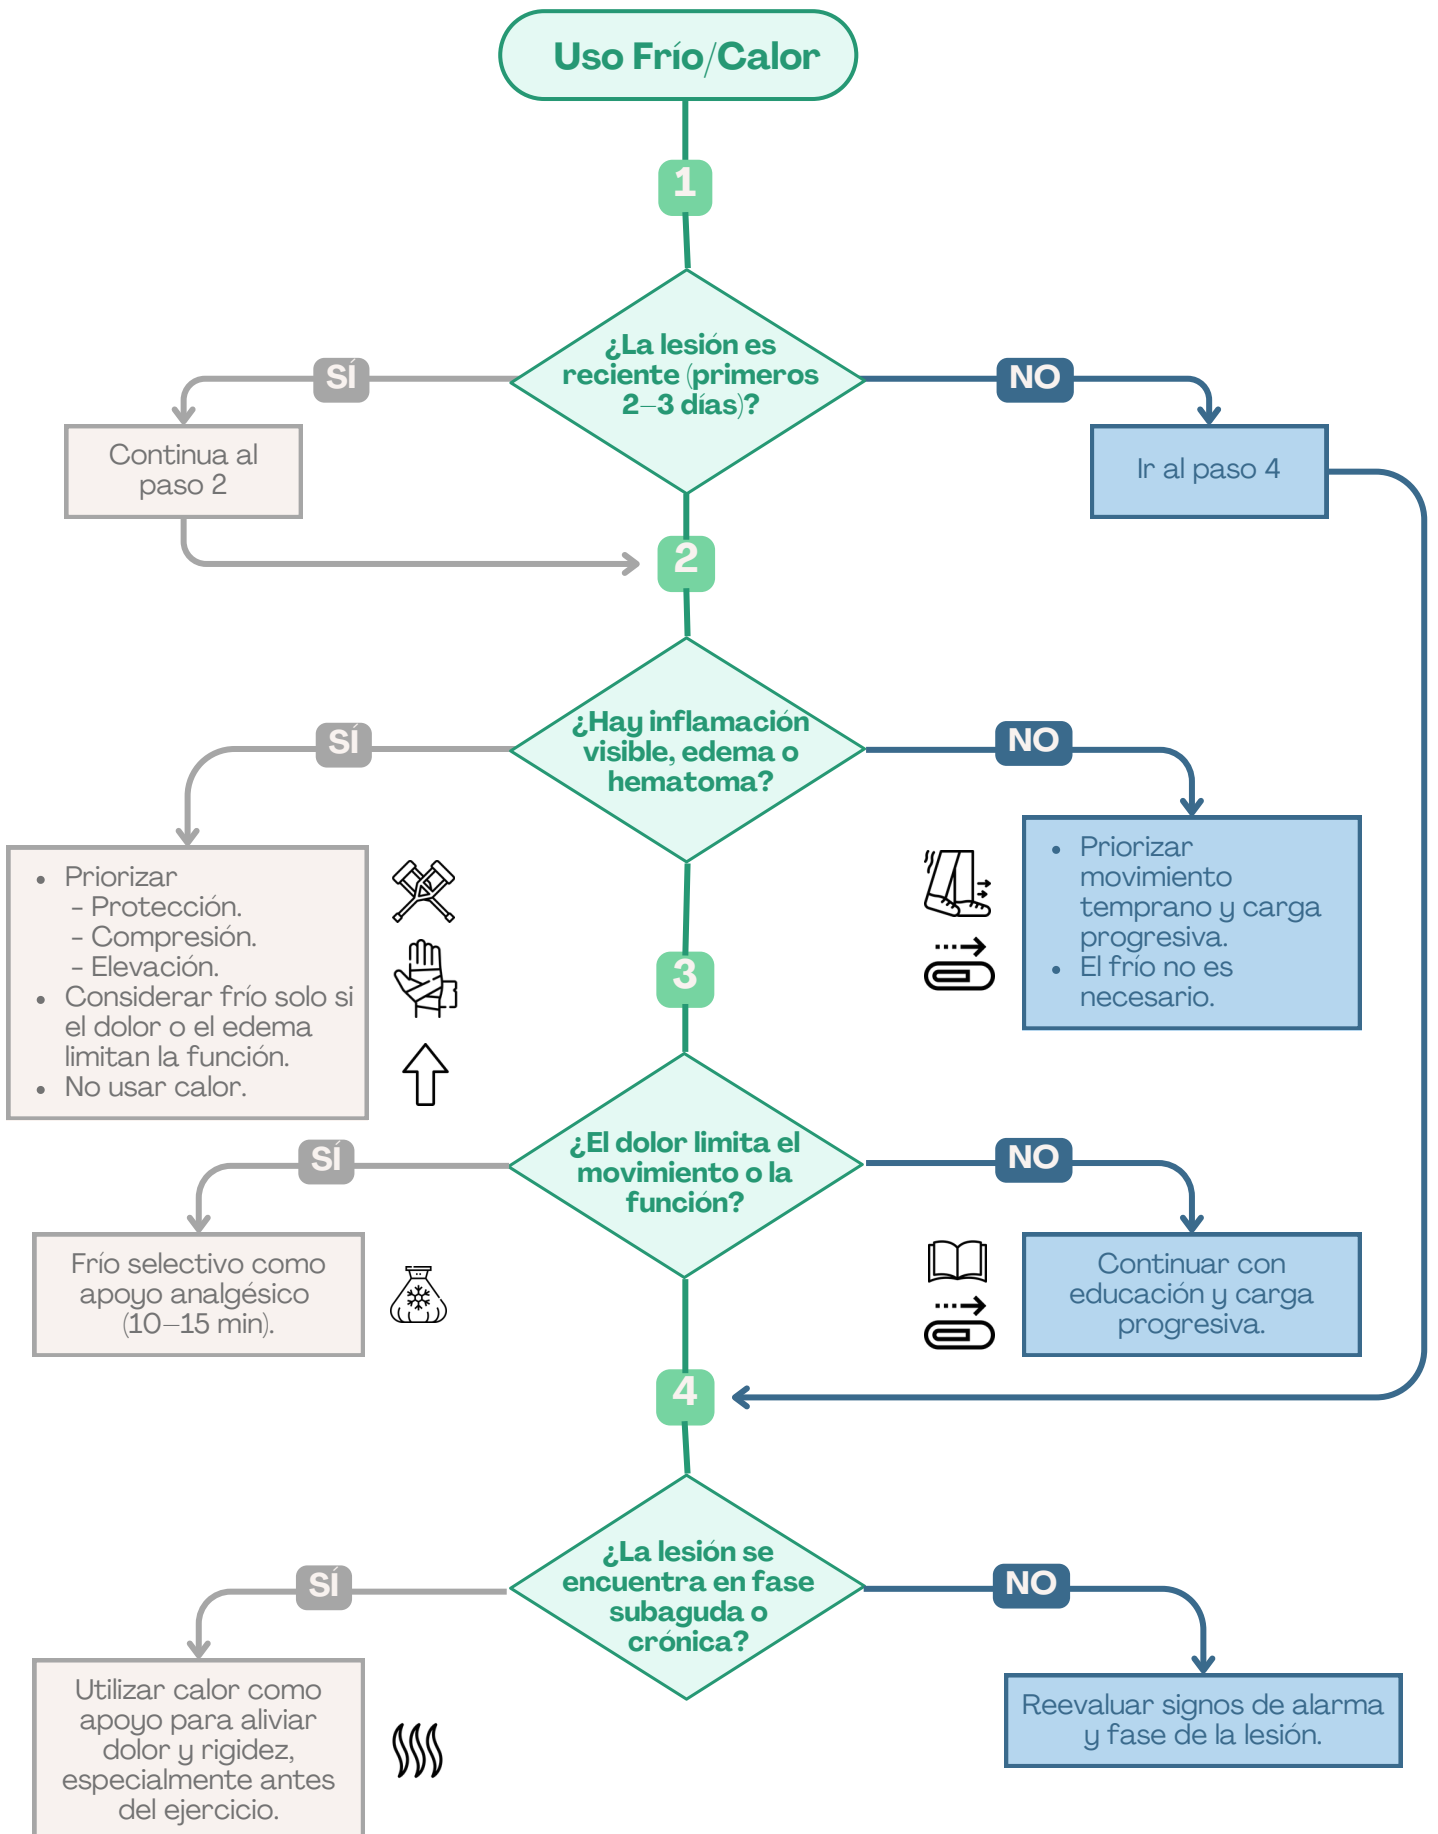 Uso Frío/Calor
1
¿La lesión es
reciente (primeros
2–3 días)?
SÍ
NO
Continua al
paso 2
Ir al paso 4
2
¿Hay inflamación
visible, edema o
hematoma?
SÍ
NO
• Priorizar
- Protección.
- Compresión.
- Elevación.
• Considerar frío solo si
el dolor o el edema
limitan la función.
• No usar calor.
• Priorizar
movimiento
temprano y carga
progresiva.
• El frío no es
necesario.
3
¿El dolor limita el
movimiento o la
función?
SÍ
NO
Frío selectivo como
apoyo analgésico
(10–15 min).
Continuar con
educación y carga
progresiva.
4
¿La lesión se
encuentra en fase
subaguda o
crónica?
SÍ
NO
Utilizar calor como
apoyo para aliviar
dolor y rigidez,
especialmente antes
del ejercicio.
Reevaluar signos de alarma
y fase de la lesión.